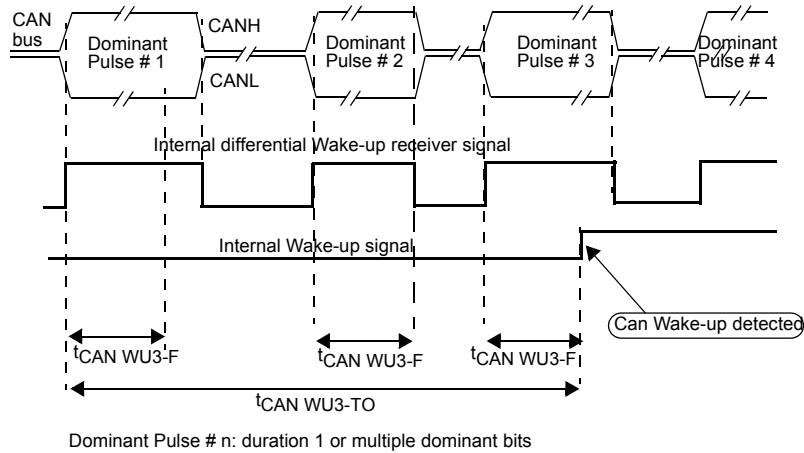 CAN
bus
CANH
CANL
Dominant
Pulse # 1
Dominant
Pulse # 2
Dominant
Pulse # 3
Dominant
Pulse # 4
Internal differential Wake-up receiver signal
Internal Wake-up signal
Can Wake-up detected
tCAN WU3-F
tCAN WU3-F
tCAN WU3-F
tCAN WU3-TO
Dominant Pulse # n: duration 1 or multiple dominant bits